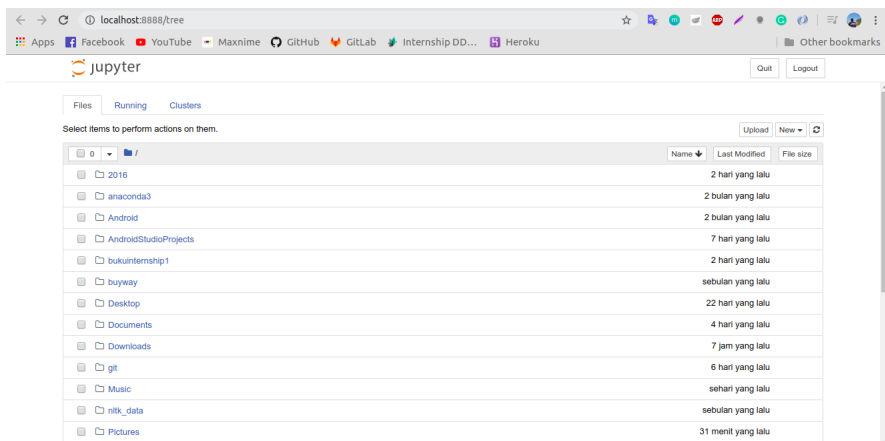 localhost:8888/tree
Apps Facebook YouTube Maxnime GitHub GitLab Internship DD... Heroku Other bookmarks
jupyter Quit Logout
Files Running Clusters
Select items to perform actions on them. Upload New
0 / Name Last Modified File size
2016 2 hari yang lalu
anaconda3 2 bulan yang lalu
Android 2 bulan yang lalu
AndroidStudioProjects 7 hari yang lalu
bukuinternship1 2 hari yang lalu
buyway sebulan yang lalu
Desktop 22 hari yang lalu
Documents 4 hari yang lalu
Downloads 7 jam yang lalu
git 6 hari yang lalu
Music sehari yang lalu
nltk_data sebulan yang lalu
Pictures 31 menit yang lalu